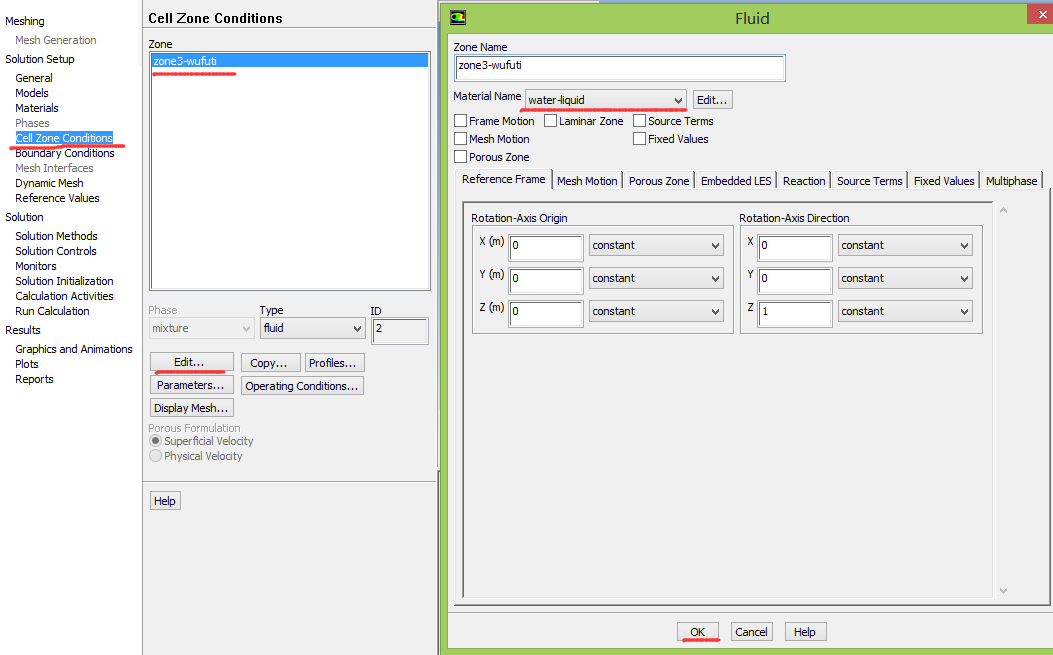 Meshing
Mesh Generation
Solution Setup
General
Models
Materials
Phases
Cell Zone Conditions
Boundary Conditions
Mesh Interfaces
Dynamic Mesh
Reference Values
Solution
Solution Methods
Solution Controls
Monitors
Solution Initialization
Calculation Activities
Run Calculation
Results
Graphics and Animations
Plots
Reports
Cell Zone Conditions
Zone
zone3-wufuti
Phase Type ID
mixture fluid 2
Edit... Copy... Profiles...
Parameters... Operating Conditions...
Display Mesh...
Porous Formulation
Superficial Velocity
Physical Velocity
Help
Fluid
Zone Name
zone3-wufuti
Material Name water-liquid Edit...
Frame Motion Laminar Zone Source Terms
Mesh Motion Fixed Values
Porous Zone
Reference Frame Mesh Motion Porous Zone Embedded LES Reaction Source Terms Fixed Values Multiphase
Rotation-Axis Origin Rotation-Axis Direction
X (m) 0 constant X 0 constant
Y (m) 0 constant Y 0 constant
Z (m) 0 constant Z 1 constant
OK Cancel Help